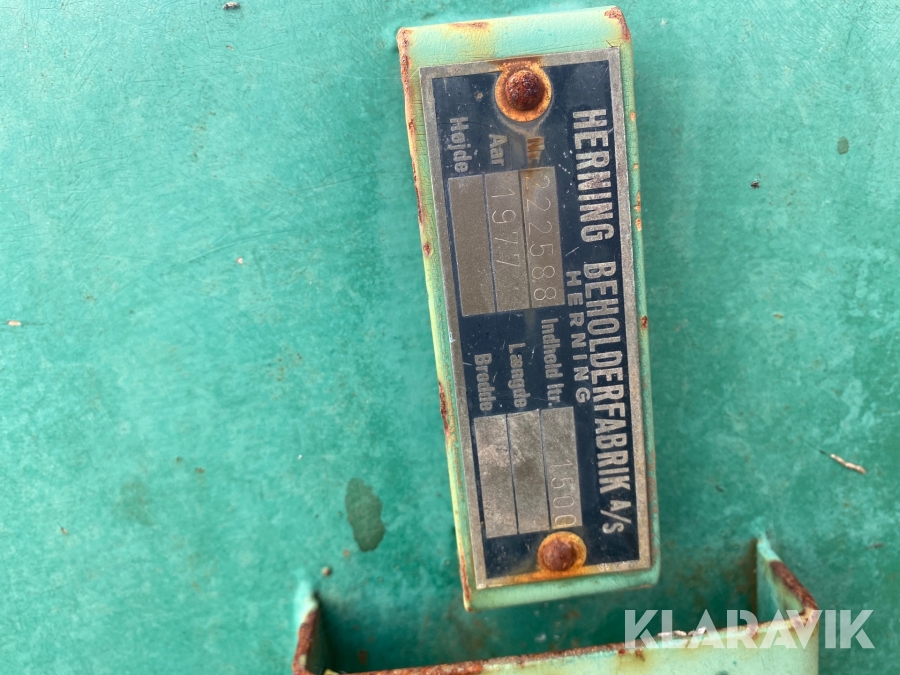 HERNING BEHOLDERFABRIK A/S
HERNING
Nr. 222588 Indhold ltr. 1500
Aar 1977 Længde
Højde Bredde
KLARAVIK